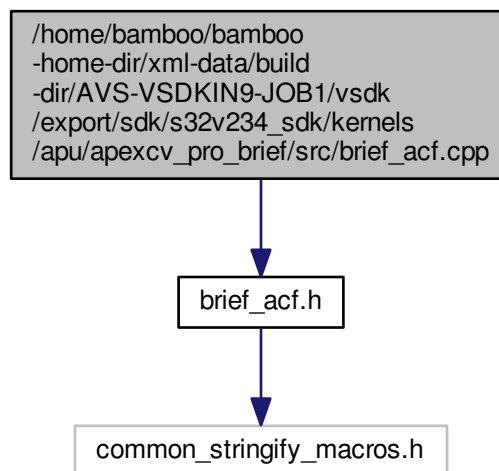 /home/bamboo/bamboo
-home-dir/xml-data/build
-dir/AVS-VSDKIN9-JOB1/vsdk
/export/sdk/s32v234_sdk/kernels
/apu/apexcv_pro_brief/src/brief_acf.cpp
brief_acf.h
common_stringify_macros.h